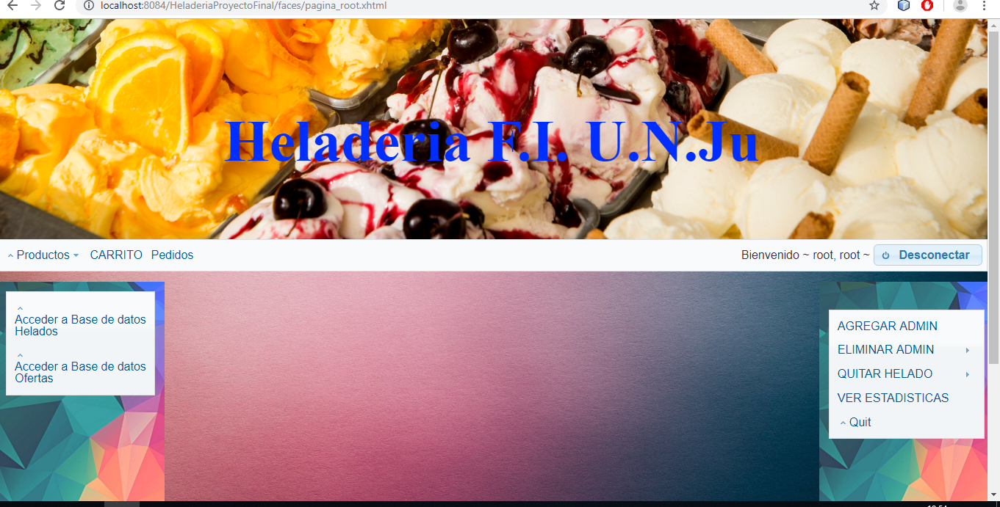 localhost:8084/HeladeriaProyectoFinal/faces/pagina_root.xhtml
Heladeria F.I. U.N.Ju
Productos CARRITO Pedidos Bienvenido ~ root, root ~ Desconectar
Acceder a Base de datos
Helados
Acceder a Base de datos
Ofertas
AGREGAR ADMIN
ELIMINAR ADMIN
QUITAR HELADO
VER ESTADISTICAS
Quit